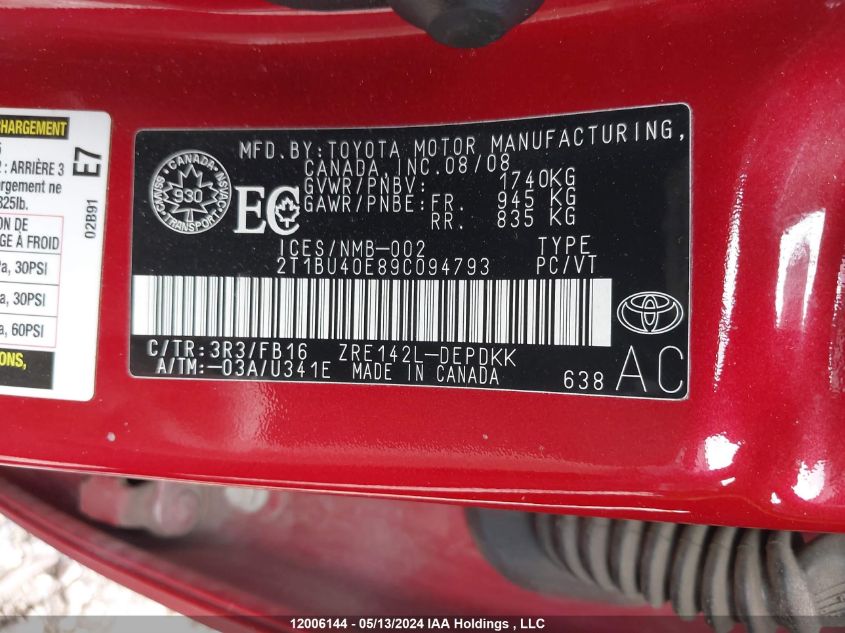 CHARGEMENT
: ARRIÈRE 3
argement ne
825lb.
ON DE
GE À FROID
a, 30PSI
a, 30PSI
a, 60PSI
ONS,
E7
02B91
CANADA
930
TRANSPORT
EC
MFD.BY:TOYOTA MOTOR MANUFACTURING,
CANADA,INC.08/08
GVWR/PNBV: 1740KG
GAWR/PNBE:FR. 945 KG
RR. 835 KG
ICES/NMB-002 TYPE
2T1BU40E89C094793 PC/VT
C/TR:3R3/FB16 ZRE142L-DEPDKK
A/TM:-03A/U341E MADE IN CANADA
638 AC
12006144 - 05/13/2024 IAA Holdings , LLC